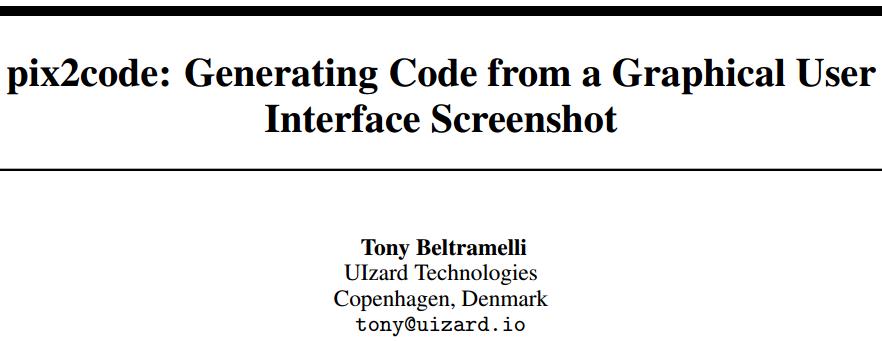 pix2code: Generating Code from a Graphical User
Interface Screenshot
Tony Beltramelli
UIzard Technologies
Copenhagen, Denmark
tony@uizard.io